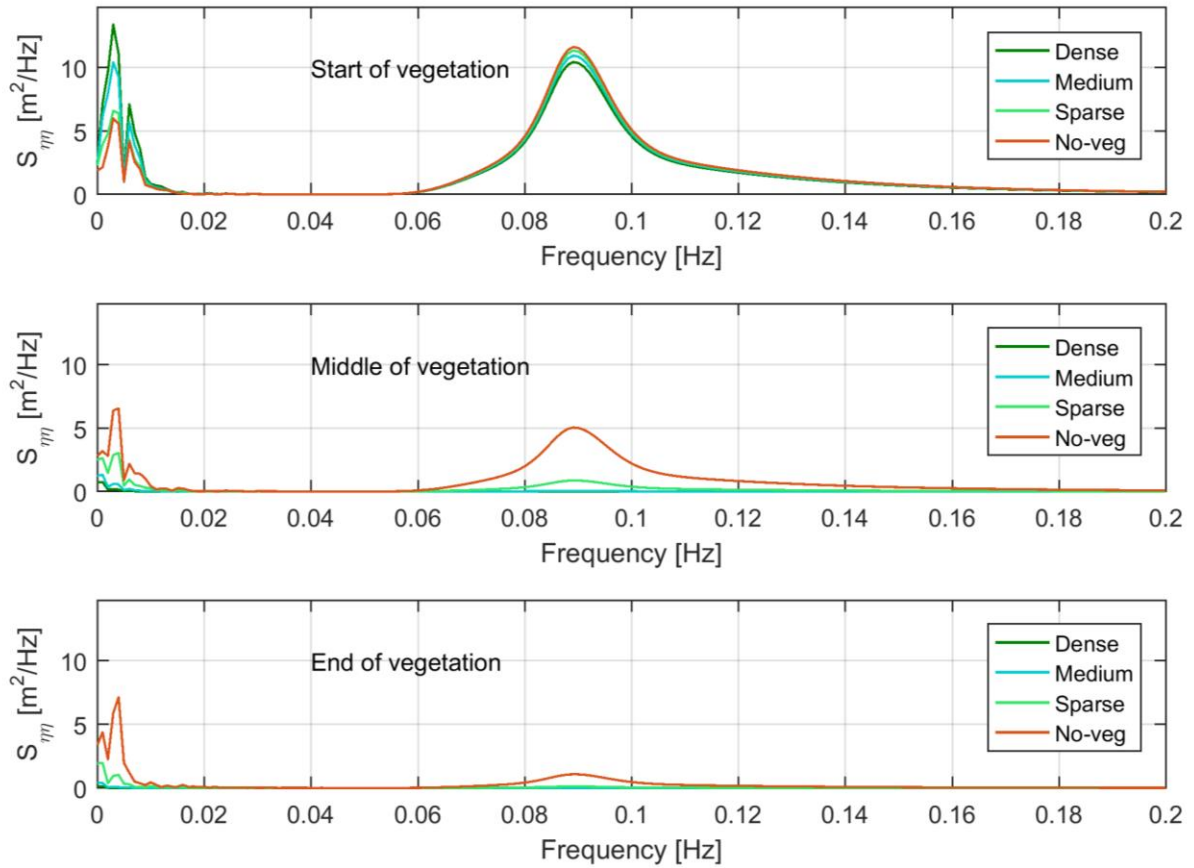 S_ηη [m²/Hz]
10
5
0
Start of vegetation
Dense
Medium
Sparse
No-veg
0 0.02 0.04 0.06 0.08 0.1 0.12 0.14 0.16 0.18 0.2
Frequency [Hz]
S_ηη [m²/Hz]
10
5
0
Middle of vegetation
Dense
Medium
Sparse
No-veg
0 0.02 0.04 0.06 0.08 0.1 0.12 0.14 0.16 0.18 0.2
Frequency [Hz]
S_ηη [m²/Hz]
10
5
0
End of vegetation
Dense
Medium
Sparse
No-veg
0 0.02 0.04 0.06 0.08 0.1 0.12 0.14 0.16 0.18 0.2
Frequency [Hz]